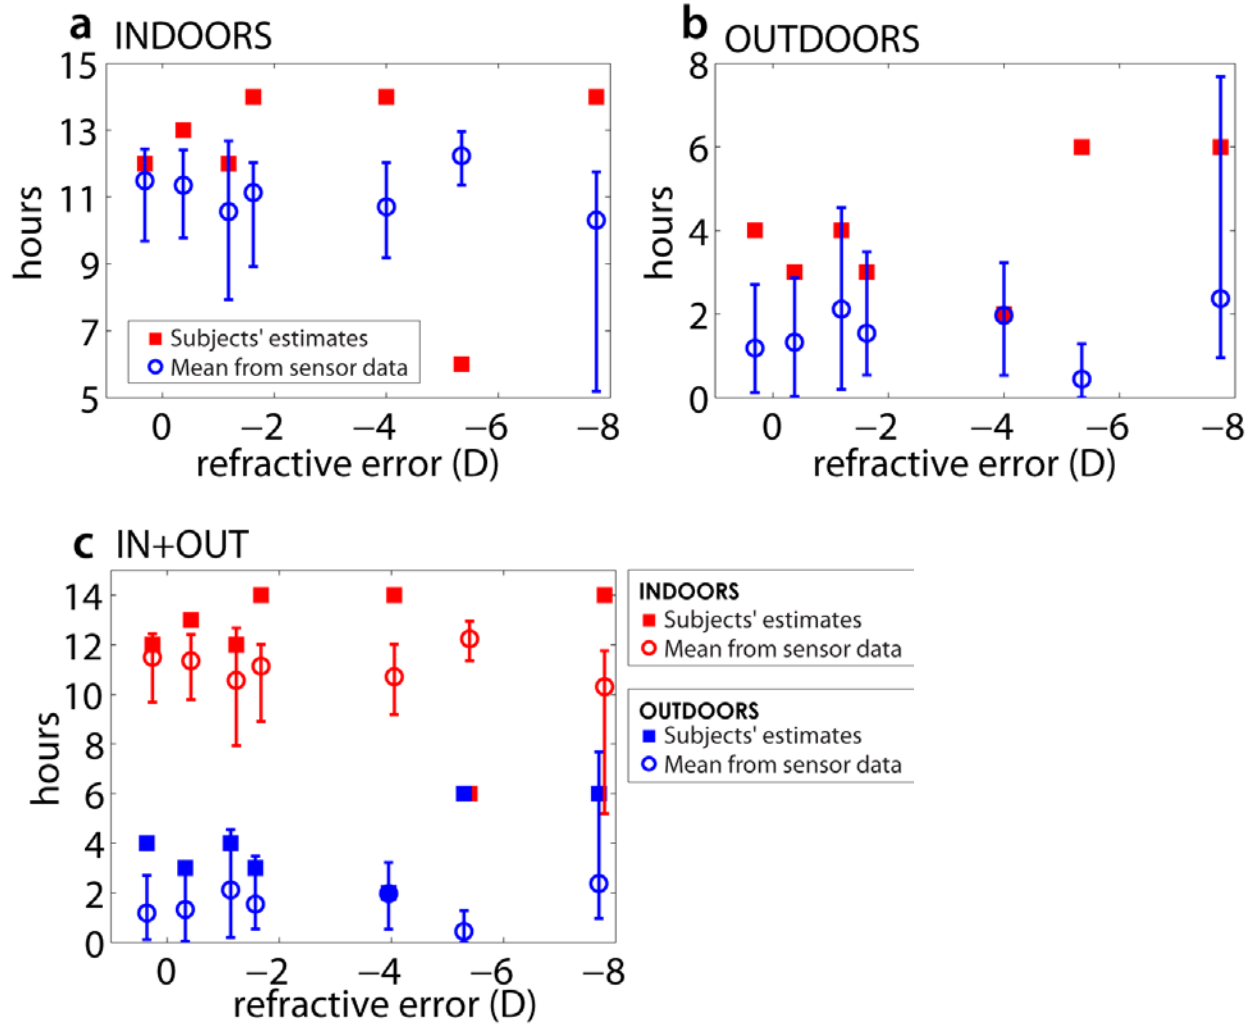 a INDOORS
15
13
11
9
7
5
hours
Subjects' estimates
Mean from sensor data
0 −2 −4 −6 −8
refractive error (D)
b OUTDOORS
8
6
4
2
0
hours
0 −2 −4 −6 −8
refractive error (D)
c IN+OUT
14
12
10
8
6
4
2
0
hours
0 −2 −4 −6 −8
refractive error (D)
INDOORS
Subjects' estimates
Mean from sensor data
OUTDOORS
Subjects' estimates
Mean from sensor data